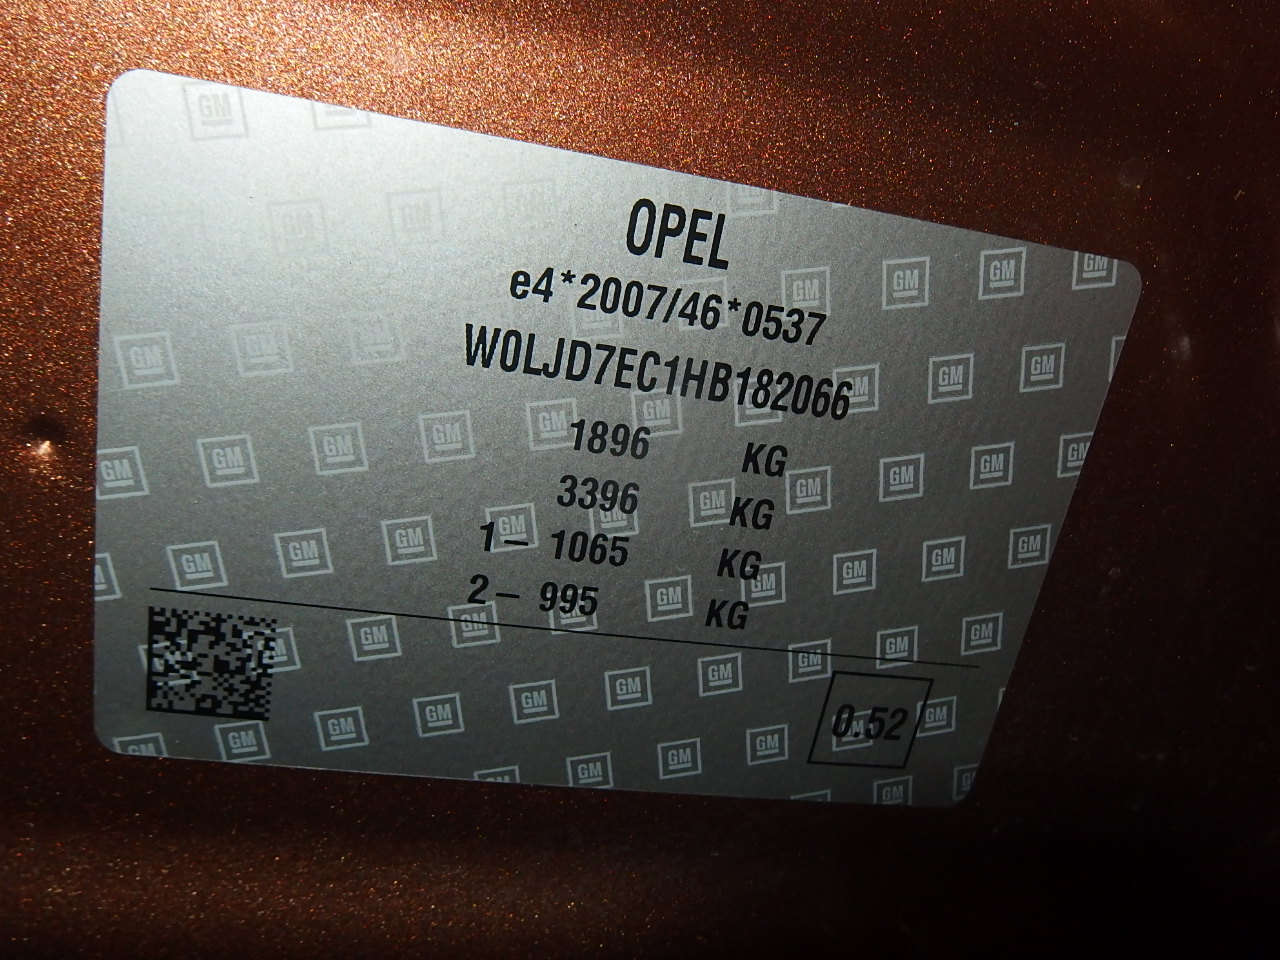 OPEL
e4*2007/46*0537
W0LJD7EC1HB182066
1896 KG
3396 KG
1– 1065 KG
2– 995 KG
0.52